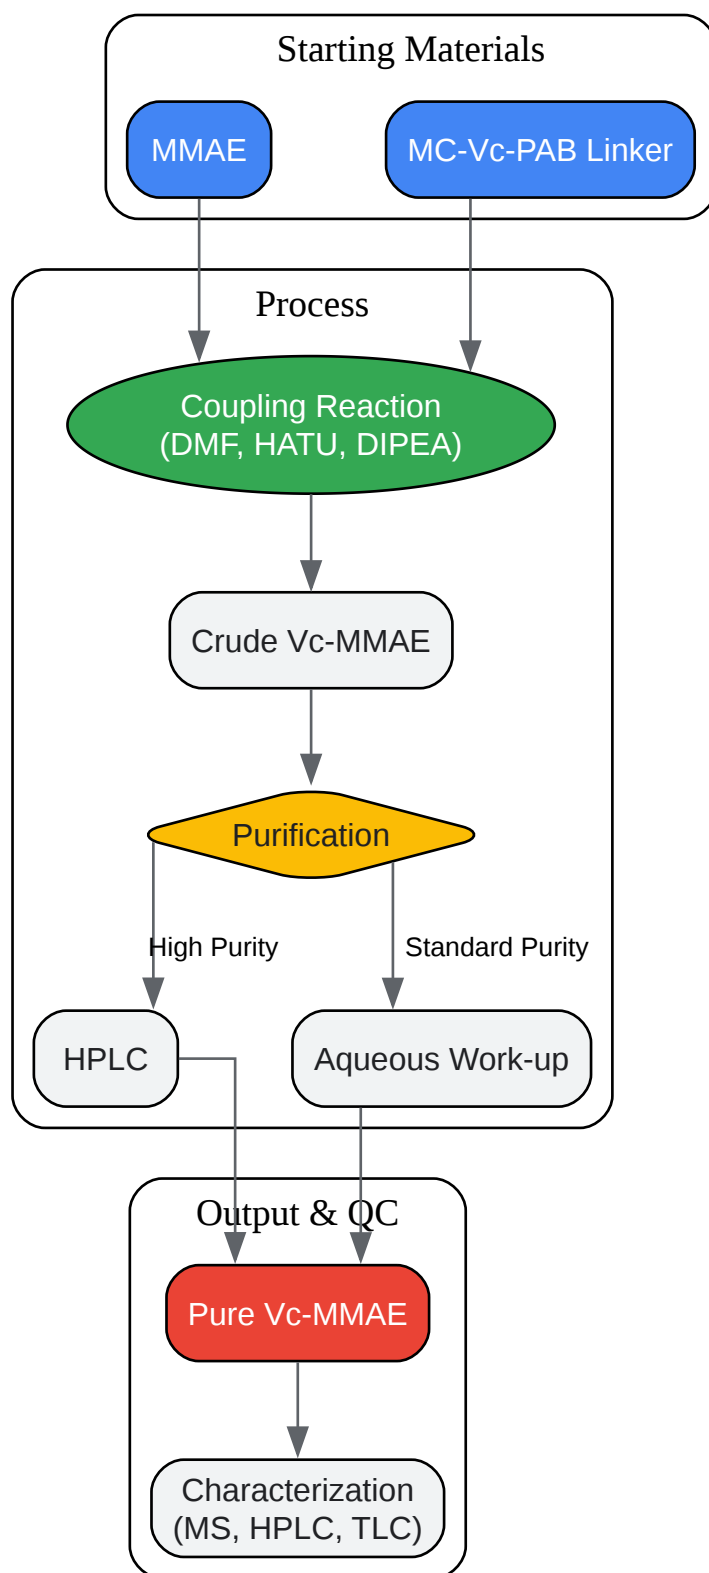 Starting Materials
MMAE
MC-Vc-PAB Linker
Process
Coupling Reaction
(DMF, HATU, DIPEA)
Crude Vc-MMAE
Purification
High Purity
Standard Purity
HPLC
Aqueous Work-up
Output & QC
Pure Vc-MMAE
Characterization
(MS, HPLC, TLC)